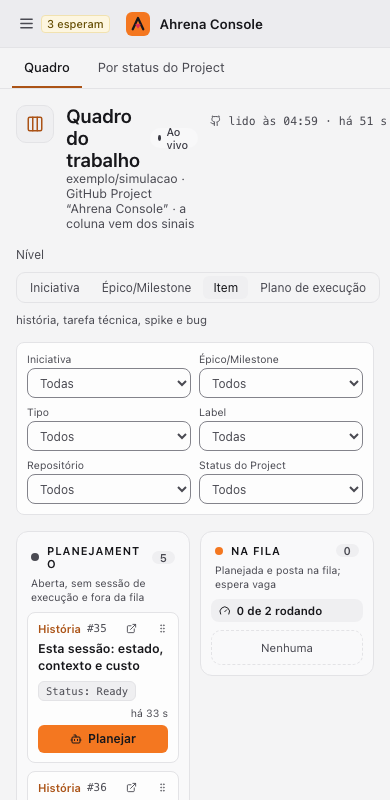 3 esperam
Ahrena Console
Quadro
Por status do Project
Quadro
do
trabalho
Ao
vivo
lido às 04:59 · há 51 s
exemplo/simulacao ·
GitHub Project
“Ahrena Console” · a
coluna vem dos sinais
Nível
Iniciativa
Épico/Milestone
Item
Plano de execução
história, tarefa técnica, spike e bug
Iniciativa
Épico/Milestone
Todas
Todos
Tipo
Label
Todos
Todas
Repositório
Status do Project
Todos
Todos
PLANEJAMENT
O
5
Aberta, sem sessão de
execução e fora da fila
História #35
Esta sessão: estado,
contexto e custo
Status: Ready
há 33 s
Planejar
História #36
NA FILA
0
Planejada e posta na fila;
espera vaga
0 de 2 rodando
Nenhuma